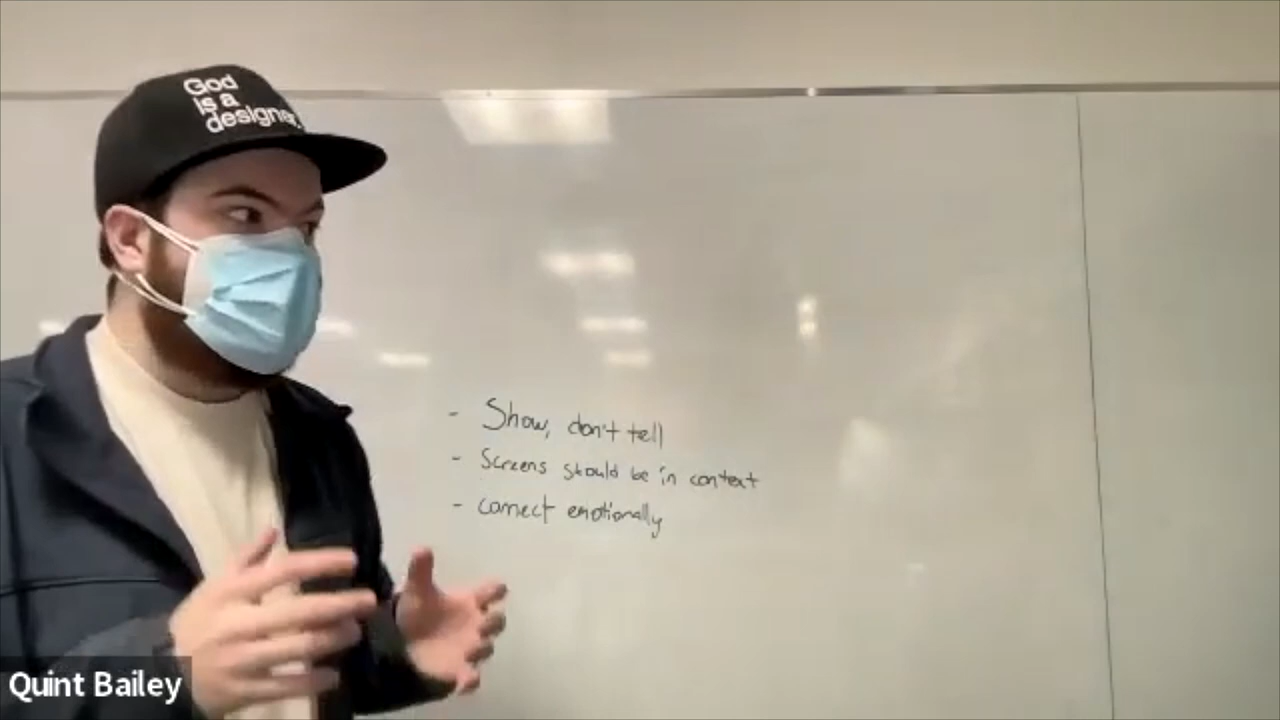 God
is a
designer.
- Show, don't tell
- Screens should be in context
- connect emotionally
Quint Bailey